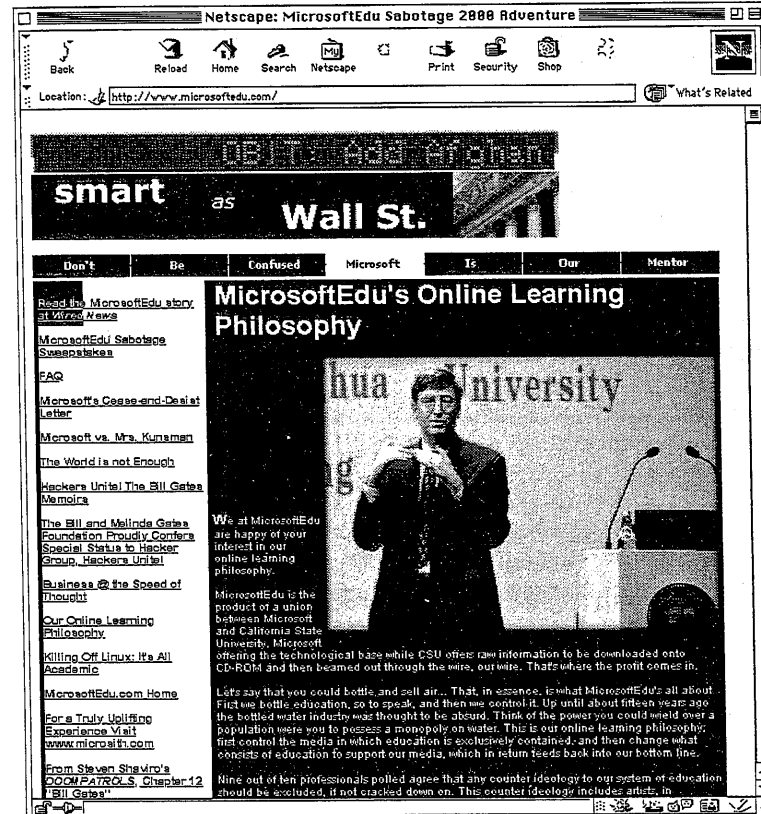 Netscape: MicrosoftEdu Sabotage 2000 Adventure
Back Reload Home Search Netscape Print Security Shop
My
N
Location: http://www.microsoftedu.com/ What's Related
OBIT: Add Afghan
smart as Wall St.
Don't Be Confused Microsoft Is Our Mentor
Read the MicrosoftEdu story
at Wired News
MicrosoftEdu Sabotage
Sweepstakes
FAQ
Microsoft's Cease-and-Desist
Letter
Microsoft vs. Mrs. Kunsman
The World is not Enough
Hackers Unite! The Bill Gates
Memoirs
The Bill and Melinda Gates
Foundation Proudly Confers
Special Status to Hacker
Group, Hackers Unite!
Business @ the Speed of
Thought
Our Online Learning
Philosophy
Killing Off Linux: It's All
Academic
MicrosoftEdu.com Home
For a Truly Uplifting
Experience Visit
www.microsith.com
From Steven Shaviro's
DOOM PATROLS, Chapter 12
"Bill Gates"
MicrosoftEdu's Online Learning
Philosophy
hua University
ng
We at MicrosoftEdu
are happy of your
interest in our
online learning
philosophy.
MicrosoftEdu is the
product of a union
between Microsoft
and California State
University, Microsoft
offering the technological base while CSU offers raw information to be downloaded onto
CD-ROM and then beamed out through the wire, our wire. That's where the profit comes in.
Let's say that you could bottle and sell air... That, in essence, is what MicrosoftEdu's all about.
First we bottle education, so to speak, and then we control it. Up until about fifteen years ago
the bottled water industry was thought to be absurd. Think of the power you could wield over a
population were you to possess a monopoly on water. This is our online learning philosophy:
first control the media in which education is exclusively contained, and then change what
consists of education to support our media, which in return feeds back into our bottom line.
Nine out of ten professionals polled agree that any counter ideology to our system of education
should be excluded, if not cracked down on. This counter ideology includes artists, in